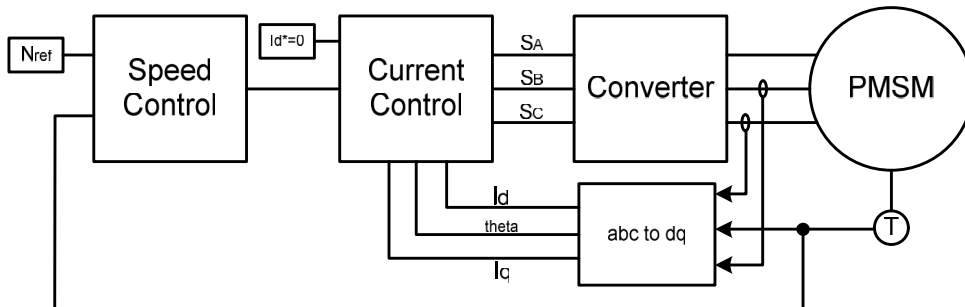 Nref
Speed
Control
Id*=0
Current
Control
SA
SB
SC
Converter
PMSM
Id
theta
Iq
abc to dq
T